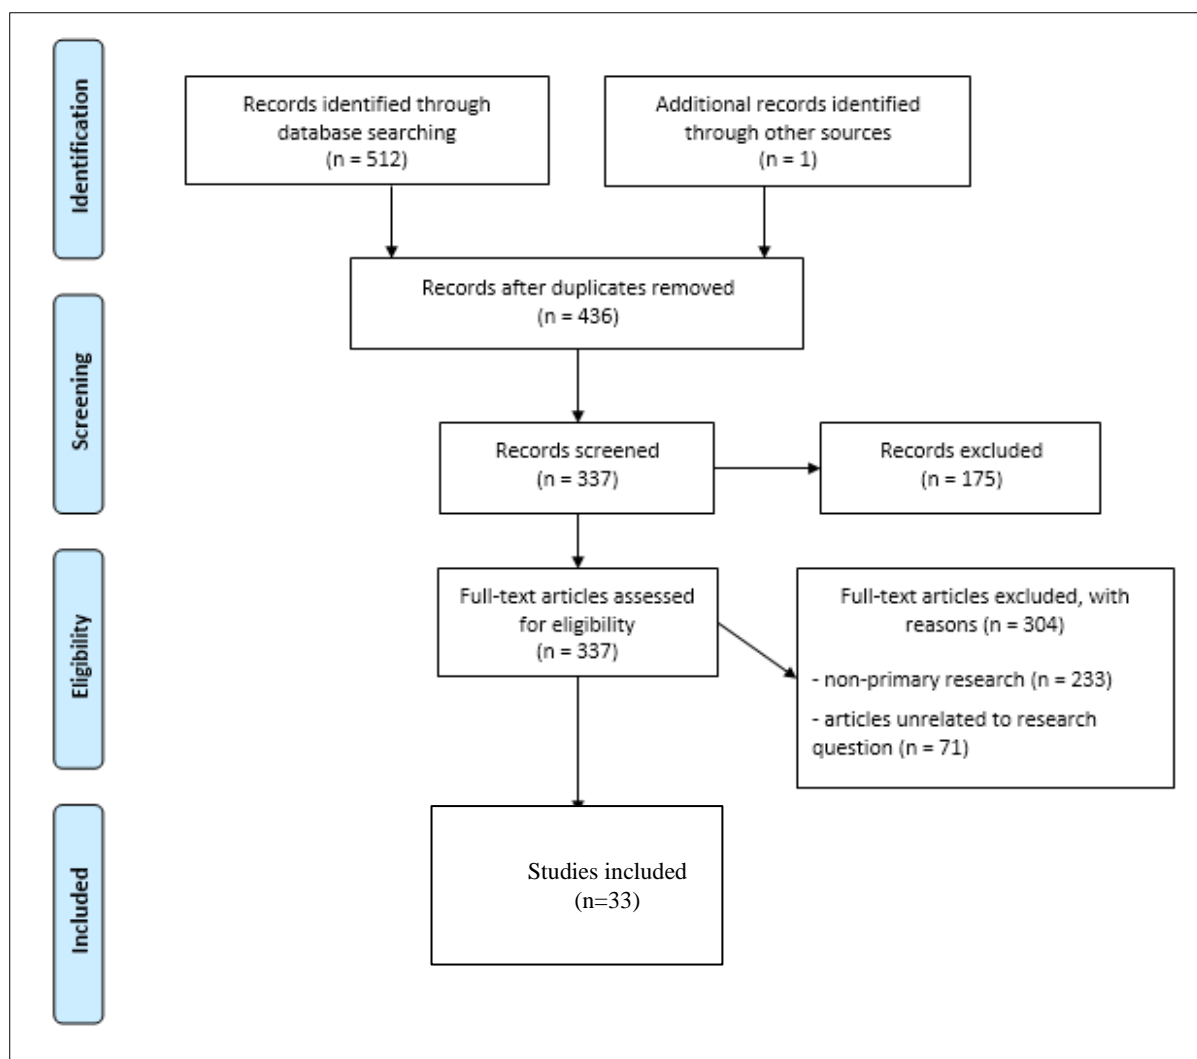 Identification
Records identified through
database searching
(n = 512)
Additional records identified
through other sources
(n = 1)
Records after duplicates removed
(n = 436)
Screening
Records screened
(n = 337)
Records excluded
(n = 175)
Eligibility
Full-text articles assessed
for eligibility
(n = 337)
Full-text articles excluded, with
reasons (n = 304)
- non-primary research (n = 233)
- articles unrelated to research
question (n = 71)
Included
Studies included
(n=33)